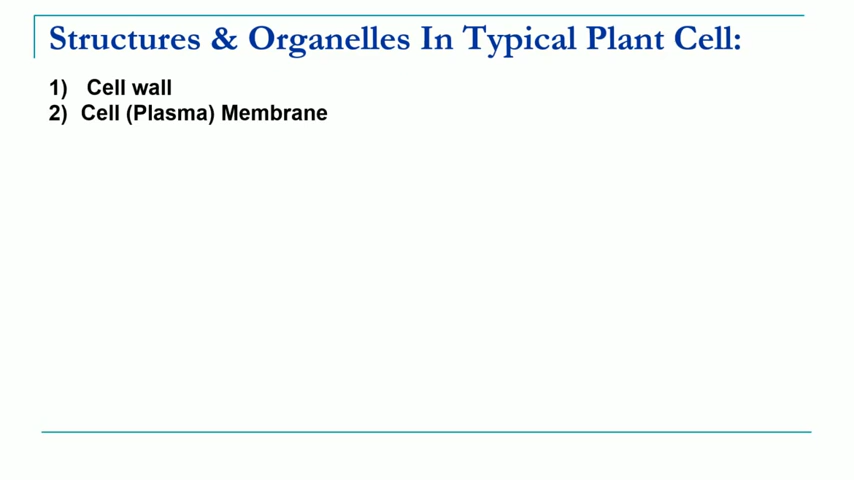 Structures & Organelles In Typical Plant Cell:
1) Cell wall
2) Cell (Plasma) Membrane